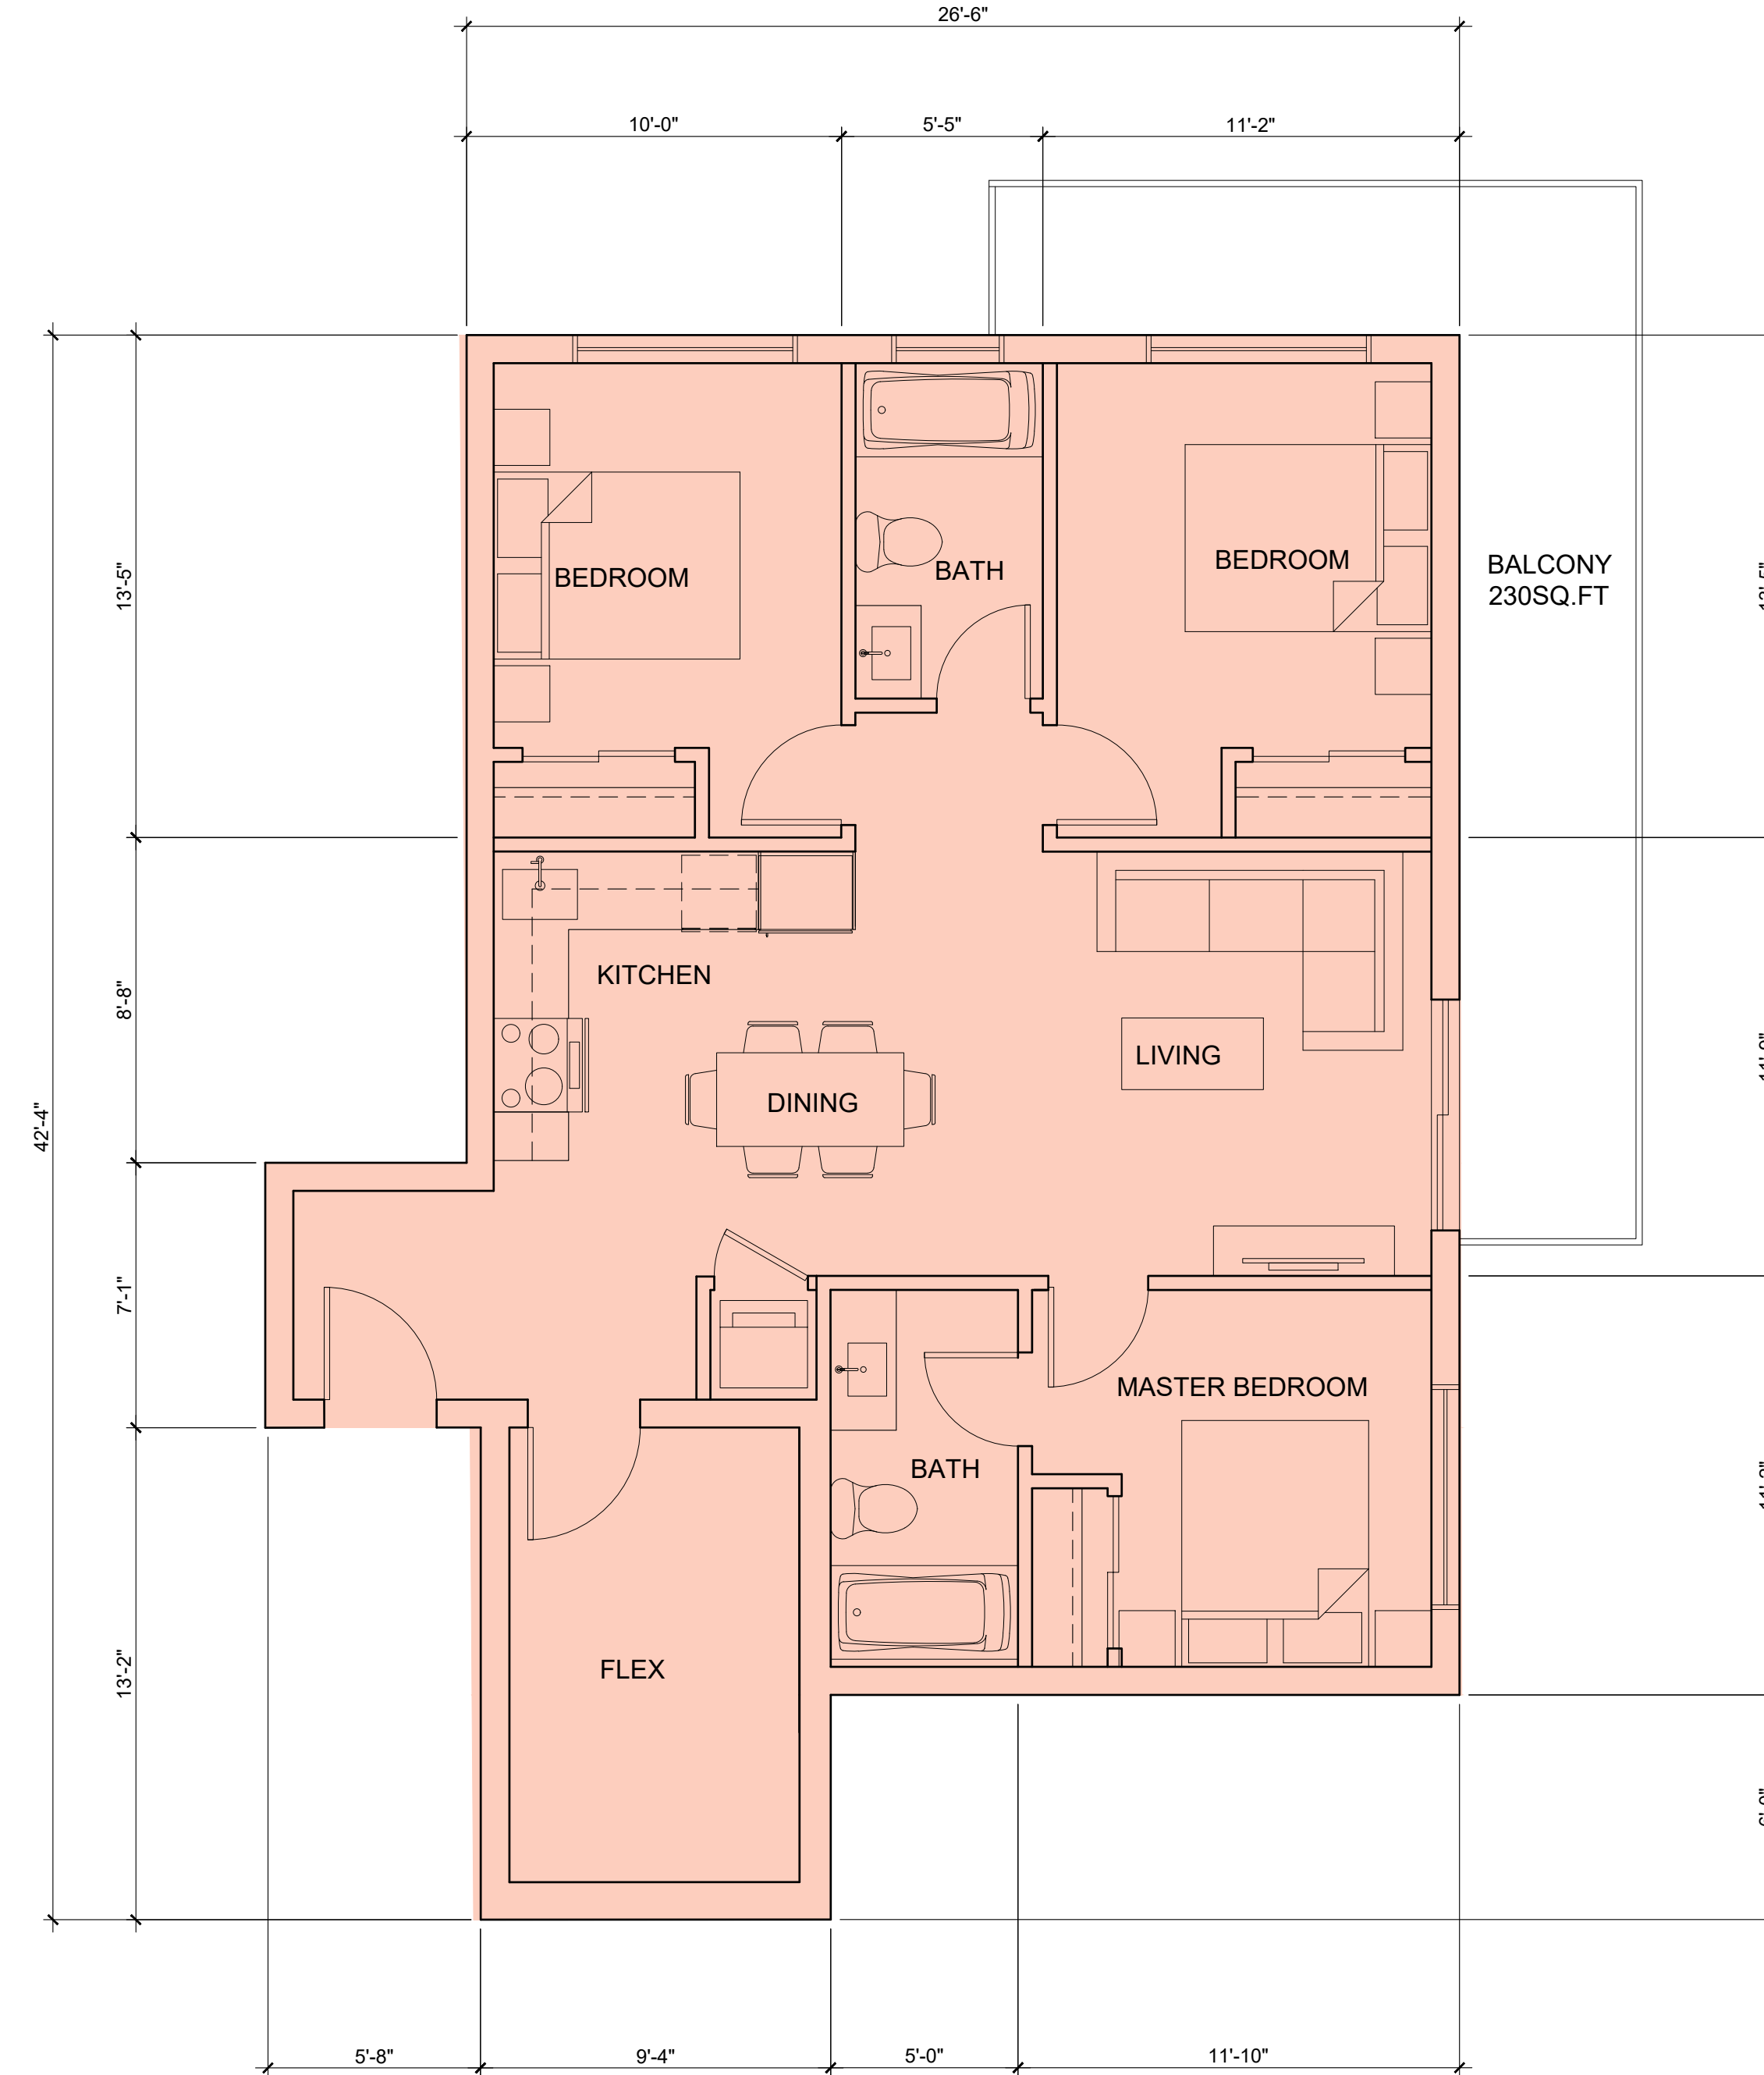 26'-6"
10'-0"
5'-5"
11'-2"
BEDROOM
BATH
BEDROOM
BALCONY
230SQ.FT
13'-5"
8'-8"
KITCHEN
LIVING
DINING
42'-4"
7'-1"
MASTER BEDROOM
BATH
13'-2"
FLEX
5'-8"
9'-4"
5'-0"
11'-10"